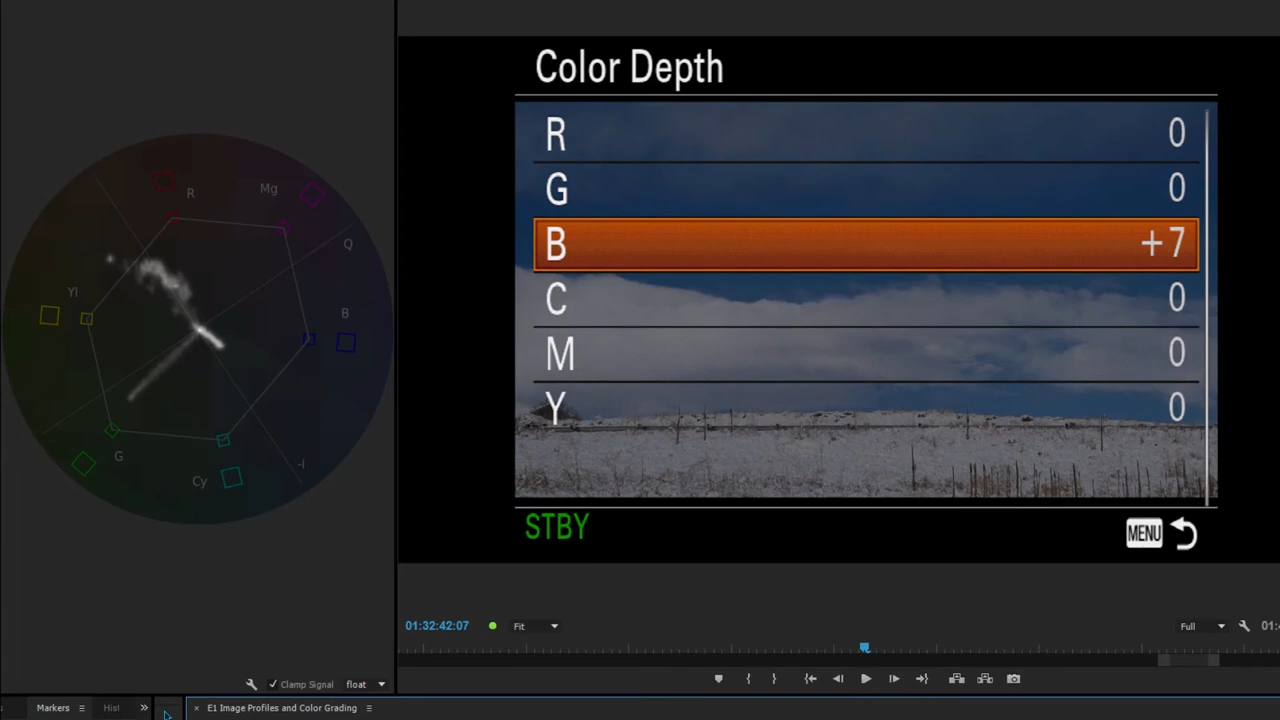 Color Depth
R 0
G 0
B +7
C 0
M 0
Y 0
STBY
MENU
R
Mg
Q
B
Yl
G
Cy
-I
01:32:42:07
Fit
Full
Clamp Signal
float
Markers
E1 Image Profiles and Color Grading